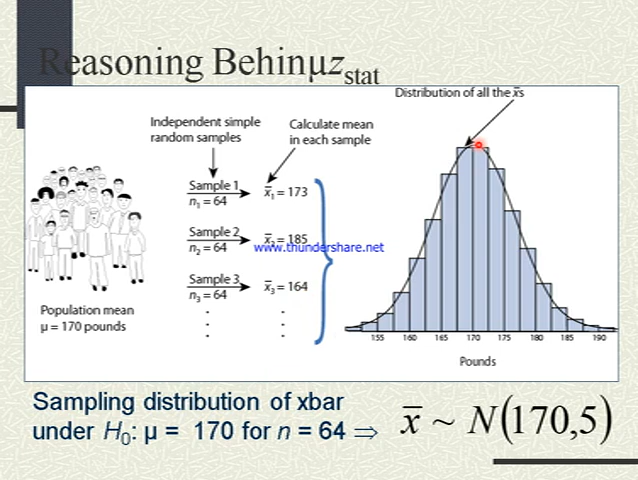 Reasoning Behinμzstat
Distribution of all the x̄s
Independent simple
random samples
Calculate mean
in each sample
Sample 1
n₁ = 64
x̄₁ = 173
Sample 2
n₂ = 64
x̄₂ = 185
www.thundershare.net
Sample 3
n₃ = 64
x̄₃ = 164
Population mean
μ = 170 pounds
155 160 165 170 175 180 185 190
Pounds
Sampling distribution of xbar
under H₀: μ = 170 for n = 64 ⇒
x̄ ~ N(170,5)